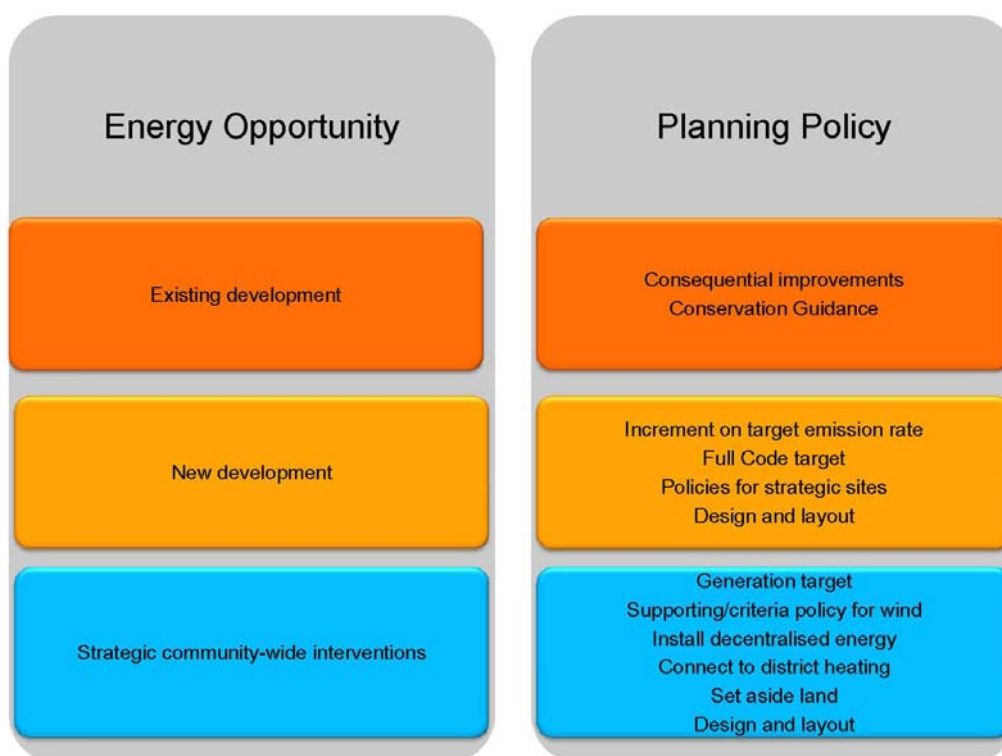 Energy Opportunity
Planning Policy
Existing development
Consequential improvements
Conservation Guidance
New development
Increment on target emission rate
Full Code target
Policies for strategic sites
Design and layout
Strategic community-wide interventions
Generation target
Supporting/criteria policy for wind
Install decentralised energy
Connect to district heating
Set aside land
Design and layout